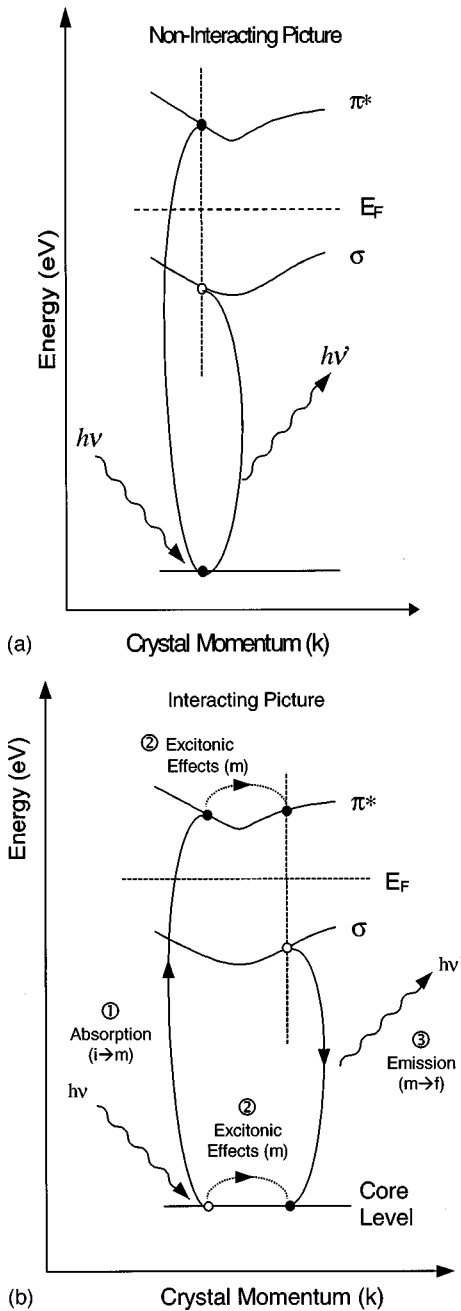 Non-Interacting Picture
π*
E_F
σ
Energy (eV)
hν'
hν
(a)
Crystal Momentum (k)
Interacting Picture
② Excitonic
Effects (m)
π*
Energy (eV)
E_F
σ
hν'
①
Absorption
(i→m)
③
Emission
(m→f)
hν
②
Excitonic
Effects (m)
Core
Level
(b)
Crystal Momentum (k)